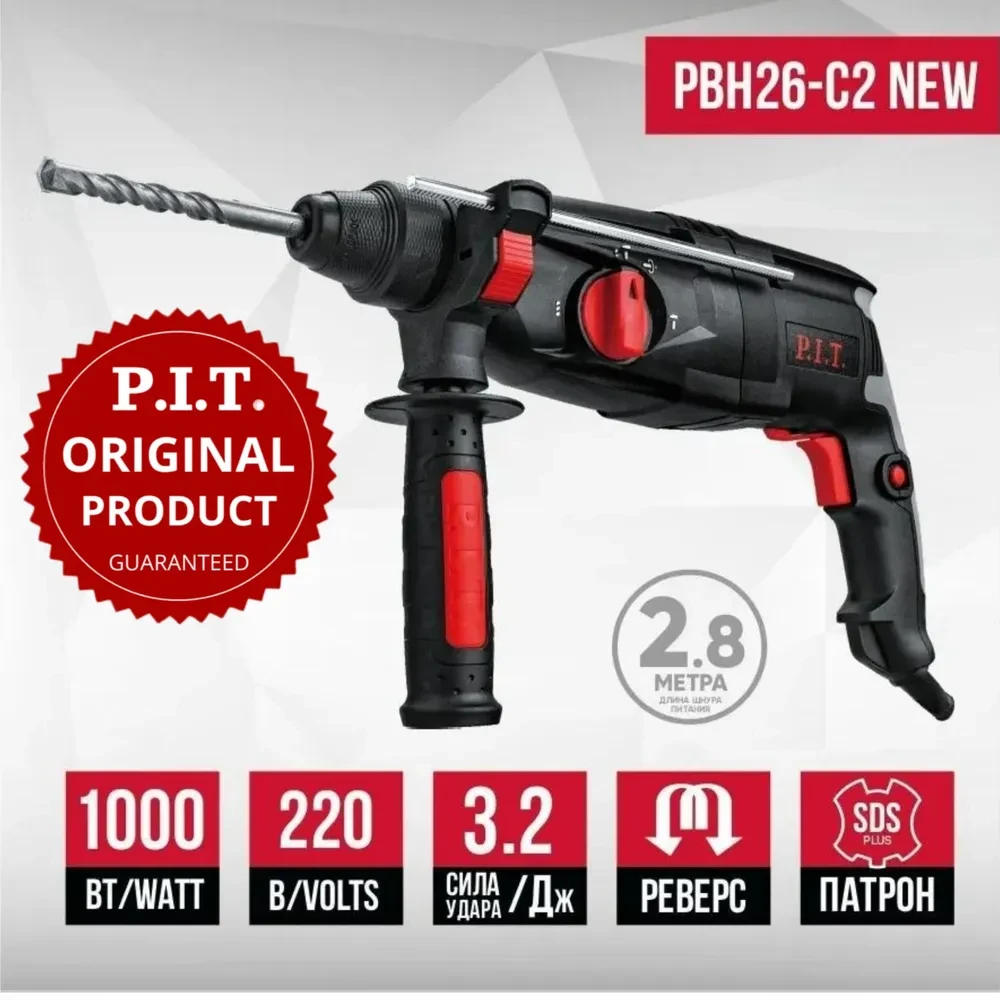 PBH26-C2 NEW
P.I.T.
P.I.T.
ORIGINAL
PRODUCT
GUARANTEED
2.8
МЕТРА
ДЛИНА ШНУРА
ПИТАНИЯ
1000
ВТ/WATT
220
В/VOLTS
3.2
СИЛА
УДАРА /Дж
РЕВЕРС
SDS
PLUS
ПАТРОН